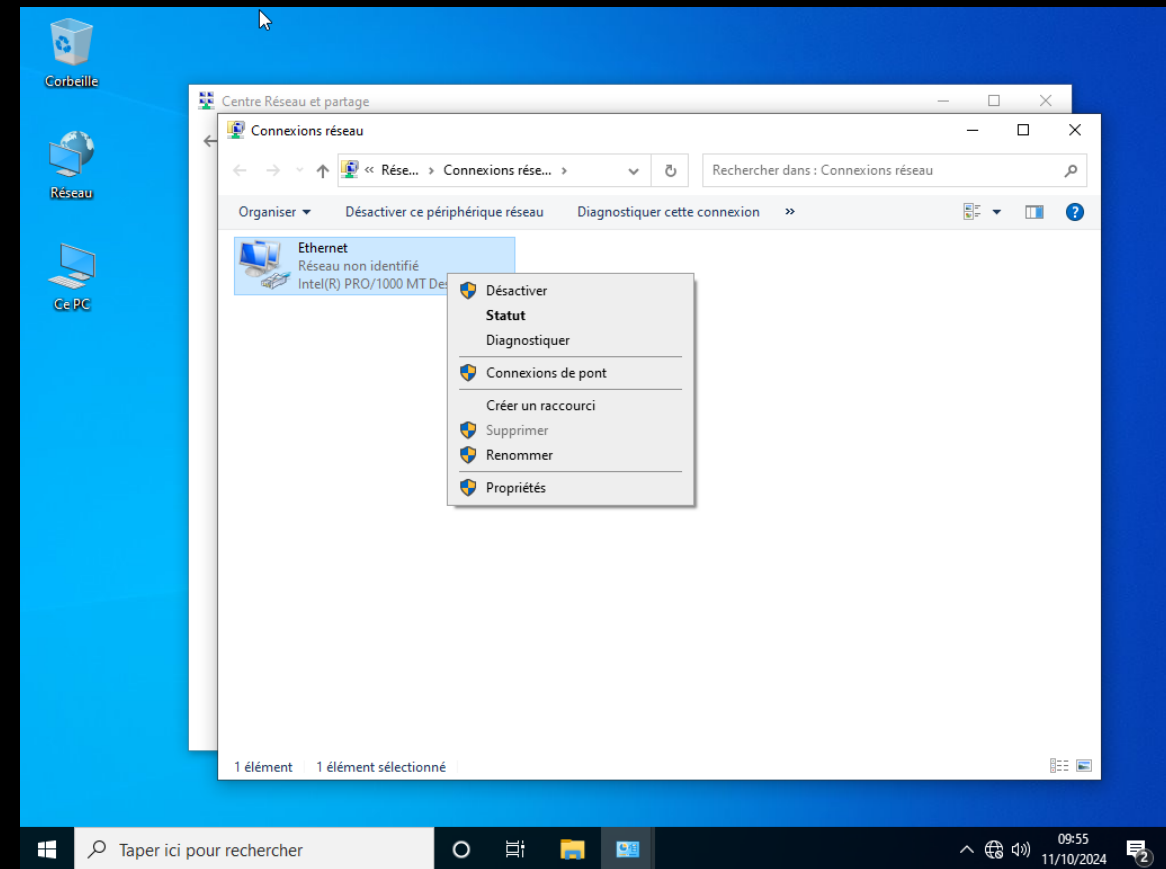 Corbeille
Réseau
Ce PC
Centre Réseau et partage
Connexions réseau
« Rése... › Connexions rése... ›
Rechercher dans : Connexions réseau
Organiser Désactiver ce périphérique réseau Diagnostiquer cette connexion »
Ethernet
Réseau non identifié
Intel(R) PRO/1000 MT
Désactiver
Statut
Diagnostiquer
Connexions de pont
Créer un raccourci
Supprimer
Renommer
Propriétés
1 élément 1 élément sélectionné
Taper ici pour rechercher
09:55
11/10/2024
2